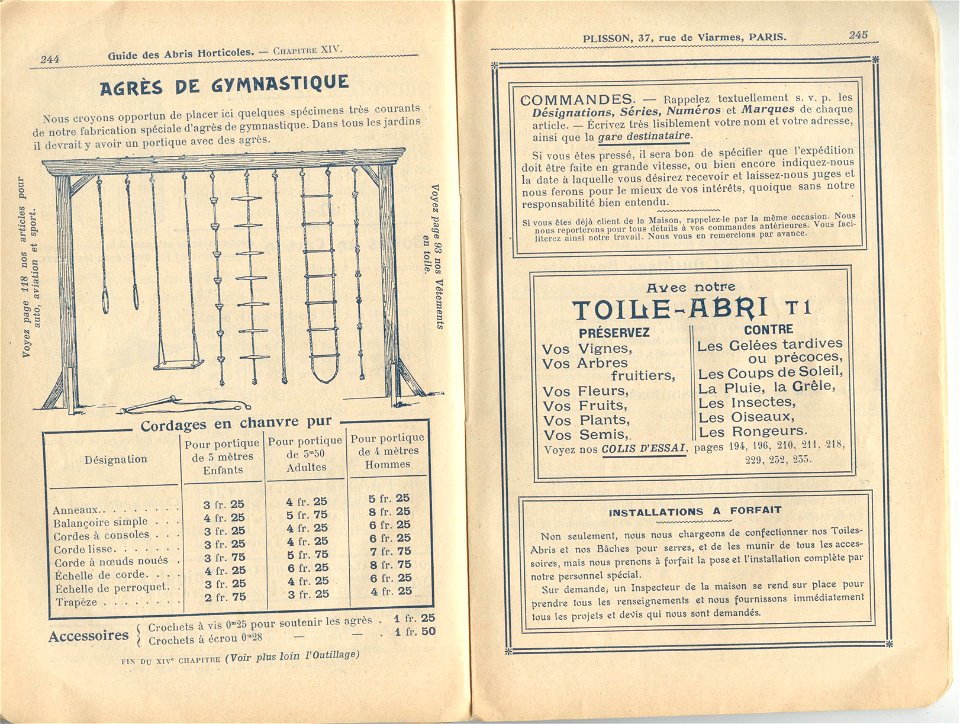 244
Guide des Abris Horticoles. — CHAPITRE XIV.
AGRÈS DE GYMNASTIQUE
Nous croyons opportun de placer ici quelques spécimens très courants
de notre fabrication spéciale d'agrès de gymnastique. Dans tous les jardins
il devrait y avoir un portique avec des agrès.
Voyez page 118 nos articles pour
auto, aviation et sport.
Voyez page 93 nos Vêtements
en toile.
Cordages en chanvre pur
Désignation | Pour portique de 3 mètres Enfants | Pour portique de 3m50 Adultes | Pour portique de 4 mètres Hommes
Anneaux. . . . . . . . . 3 fr. 25 4 fr. 25 5 fr. 25
Balançoire simple . . . 4 fr. 25 5 fr. 75 8 fr. 25
Cordes à consoles . . . 3 fr. 25 4 fr. 25 6 fr. 25
Corde lisse. . . . . . . 3 fr. 25 4 fr. 25 6 fr. 25
Corde à nœuds noués . 3 fr. 75 5 fr. 75 7 fr. 75
Échelle de corde. . . . 4 fr. 25 6 fr. 25 8 fr. 75
Échelle de perroquet. . 3 fr. 25 4 fr. 25 6 fr. 25
Trapèze . . . . . . . . 2 fr. 75 3 fr. 25 4 fr. 25
Accessoires { Crochets à vis 0m25 pour soutenir les agrès . 1 fr. 25
Crochets à écrou 0m28 — — . 1 fr. 50
FIN DU XIVe CHAPITRE (Voir plus loin l'Outillage)
PLISSON, 37, rue de Viarmes, PARIS.
245
COMMANDES. — Rappelez textuellement s. v. p. les
Désignations, Séries, Numéros et Marques de chaque
article. — Écrivez très lisiblement votre nom et votre adresse,
ainsi que la gare destinataire.
Si vous êtes pressé, il sera bon de spécifier que l'expédition
doit être faite en grande vitesse, ou bien encore indiquez-nous
la date à laquelle vous désirez recevoir et laissez-nous juges et
nous ferons pour le mieux de vos intérêts, quoique sans notre
responsabilité bien entendu.
Si vous êtes déjà client de la Maison, rappelez-le par la même occasion. Nous
nous reporterons pour tous détails à vos commandes antérieures. Vous faci-
literez ainsi notre travail. Nous vous en remercions par avance.
Avec notre
TOILE-ABRI T1
PRÉSERVEZ
Vos Vignes,
Vos Arbres
fruitiers,
Vos Fleurs,
Vos Fruits,
Vos Plants,
Vos Semis,
CONTRE
Les Gelées tardives
ou précoces,
Les Coups de Soleil,
La Pluie, la Grêle,
Les Insectes,
Les Oiseaux,
Les Rongeurs.
Voyez nos COLIS D'ESSAI, pages 194, 196, 210, 211, 218,
229, 232, 233.
INSTALLATIONS A FORFAIT
Non seulement, nous nous chargeons de confectionner nos Toiles-
Abris et nos Bâches pour serres, et de les munir de tous les acces-
soires, mais nous prenons à forfait la pose et l'installation complète par
notre personnel spécial.
Sur demande, un Inspecteur de la maison se rend sur place pour
prendre tous les renseignements et nous fournissons immédiatement
tous les projets et devis qui nous sont demandés.